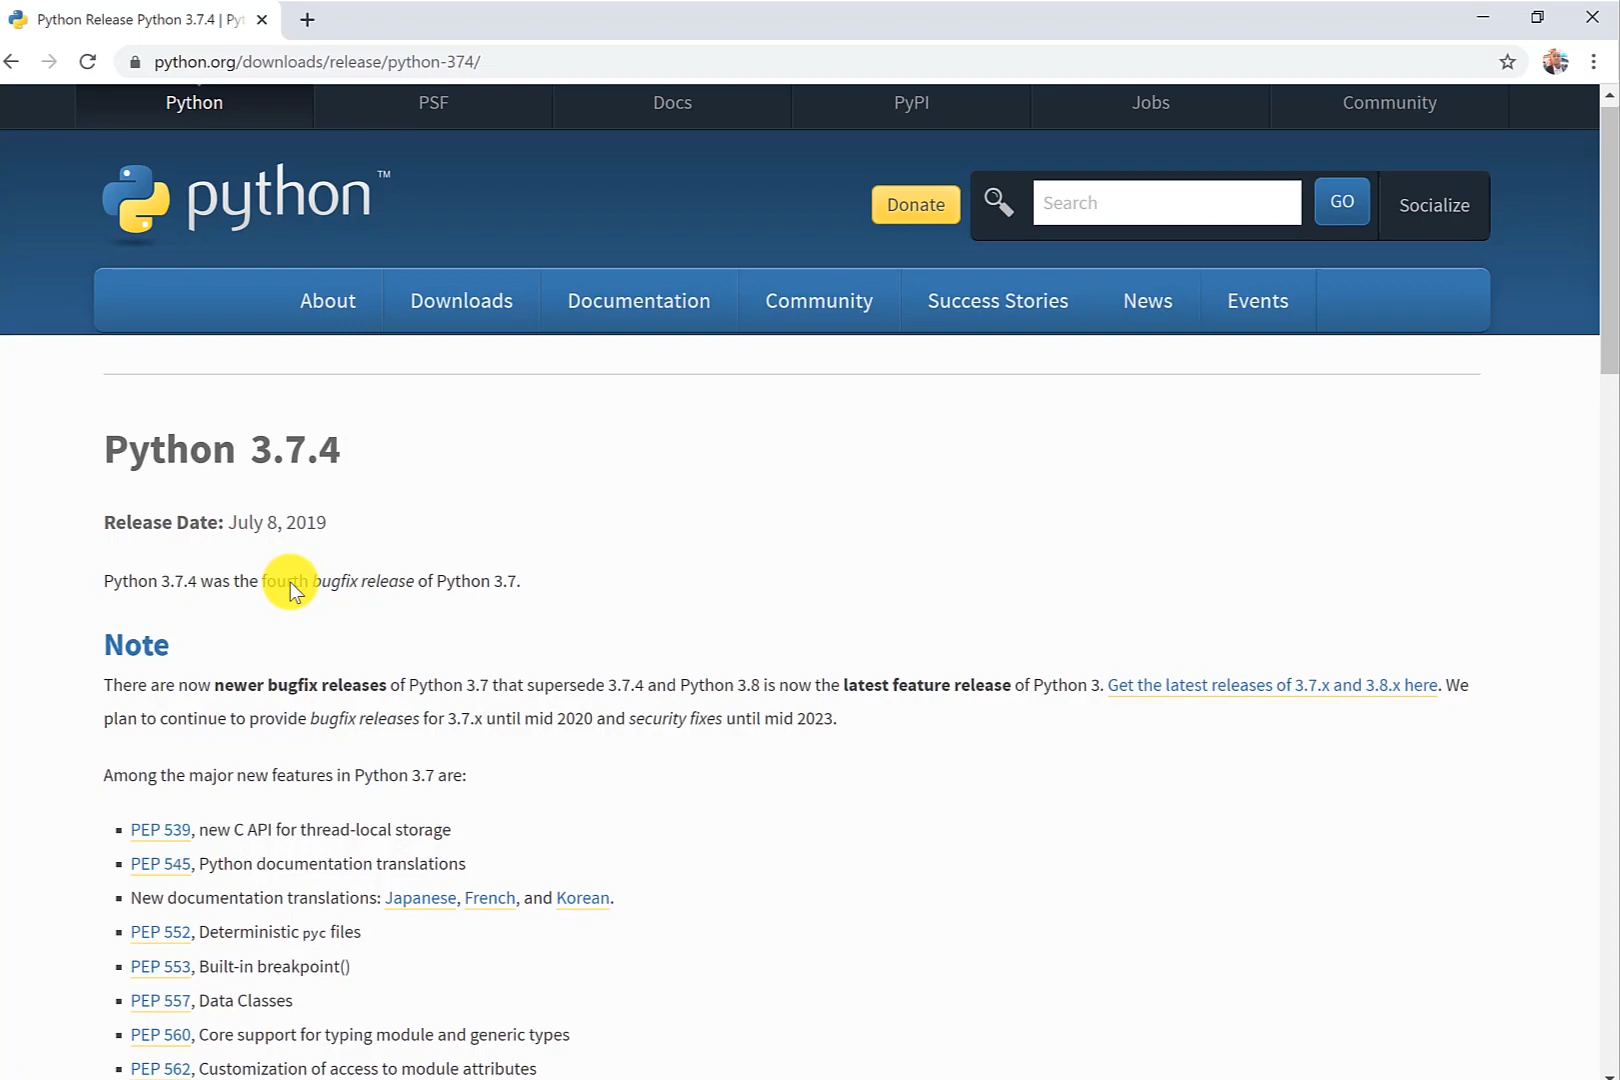 Python Release Python 3.7.4 | Pyt
python.org/downloads/release/python-374/
Python PSF Docs PyPI Jobs Community
python™
Donate Search GO Socialize
About Downloads Documentation Community Success Stories News Events
Python 3.7.4
Release Date: July 8, 2019
Python 3.7.4 was the fourth bugfix release of Python 3.7.
Note
There are now newer bugfix releases of Python 3.7 that supersede 3.7.4 and Python 3.8 is now the latest feature release of Python 3. Get the latest releases of 3.7.x and 3.8.x here. We
plan to continue to provide bugfix releases for 3.7.x until mid 2020 and security fixes until mid 2023.
Among the major new features in Python 3.7 are:
▪ PEP 539, new C API for thread-local storage
▪ PEP 545, Python documentation translations
▪ New documentation translations: Japanese, French, and Korean.
▪ PEP 552, Deterministic pyc files
▪ PEP 553, Built-in breakpoint()
▪ PEP 557, Data Classes
▪ PEP 560, Core support for typing module and generic types
▪ PEP 562, Customization of access to module attributes